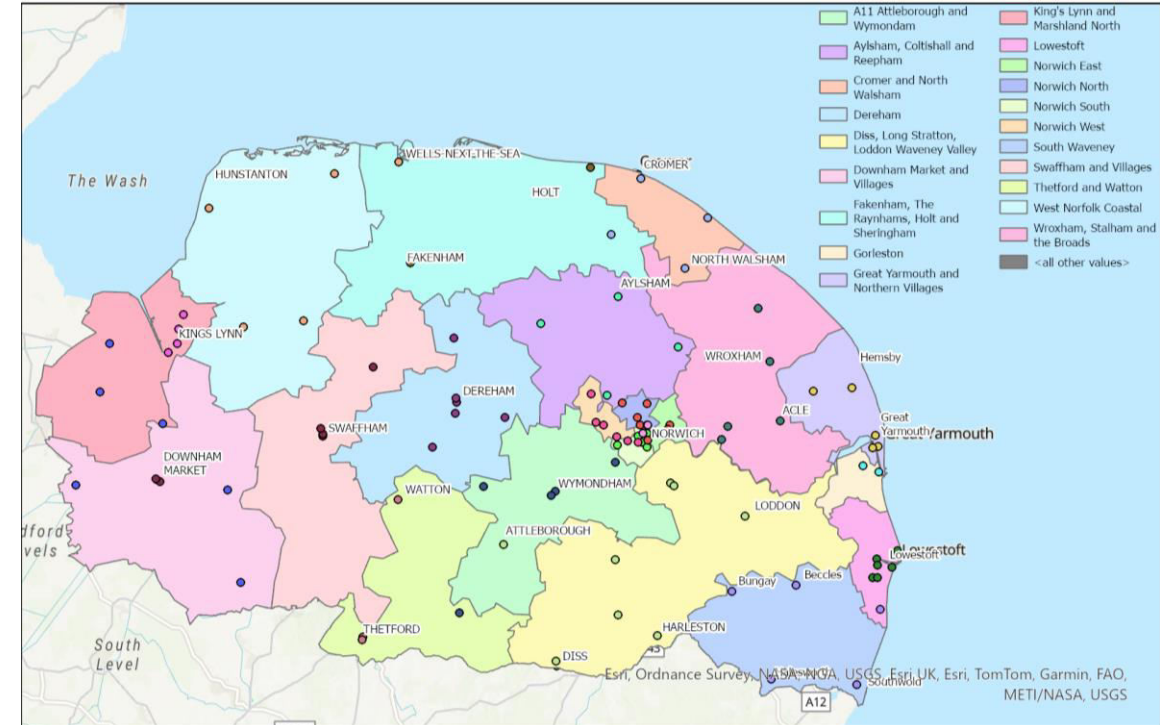 A11 Attleborough and
Wymondam
Aylsham, Coltishall and
Reepham
Cromer and North
Walsham
Dereham
Diss, Long Stratton,
Loddon Waveney Valley
Downham Market and
Villages
Fakenham, The
Raynhams, Holt and
Sheringham
Gorleston
Great Yarmouth and
Northern Villages
King's Lynn and
Marshland North
Lowestoft
Norwich East
Norwich North
Norwich South
Norwich West
South Waveney
Swaffham and Villages
Thetford and Watton
West Norfolk Coastal
Wroxham, Stalham and
the Broads
<all other values>
The Wash
HUNSTANTON
WELLS-NEXT-THE-SEA
CROMER
HOLT
FAKENHAM
NORTH WALSHAM
AYLSHAM
KINGS LYNN
WROXHAM
Hemsby
DEREHAM
ACLE
SWAFFHAM
NORWICH
Great
Yarmouth
Great Yarmouth
DOWNHAM
MARKET
WATTON
WYMONDHAM
LODDON
ATTLEBOROUGH
Lowestoft
Lowestoft
Bungay
Beccles
THETFORD
HARLESTON
South
Level
DISS
Southwold
A12
Esri, Ordnance Survey, NASA, NGA, USGS, Esri UK, Esri, TomTom, Garmin, FAO,
METI/NASA, USGS